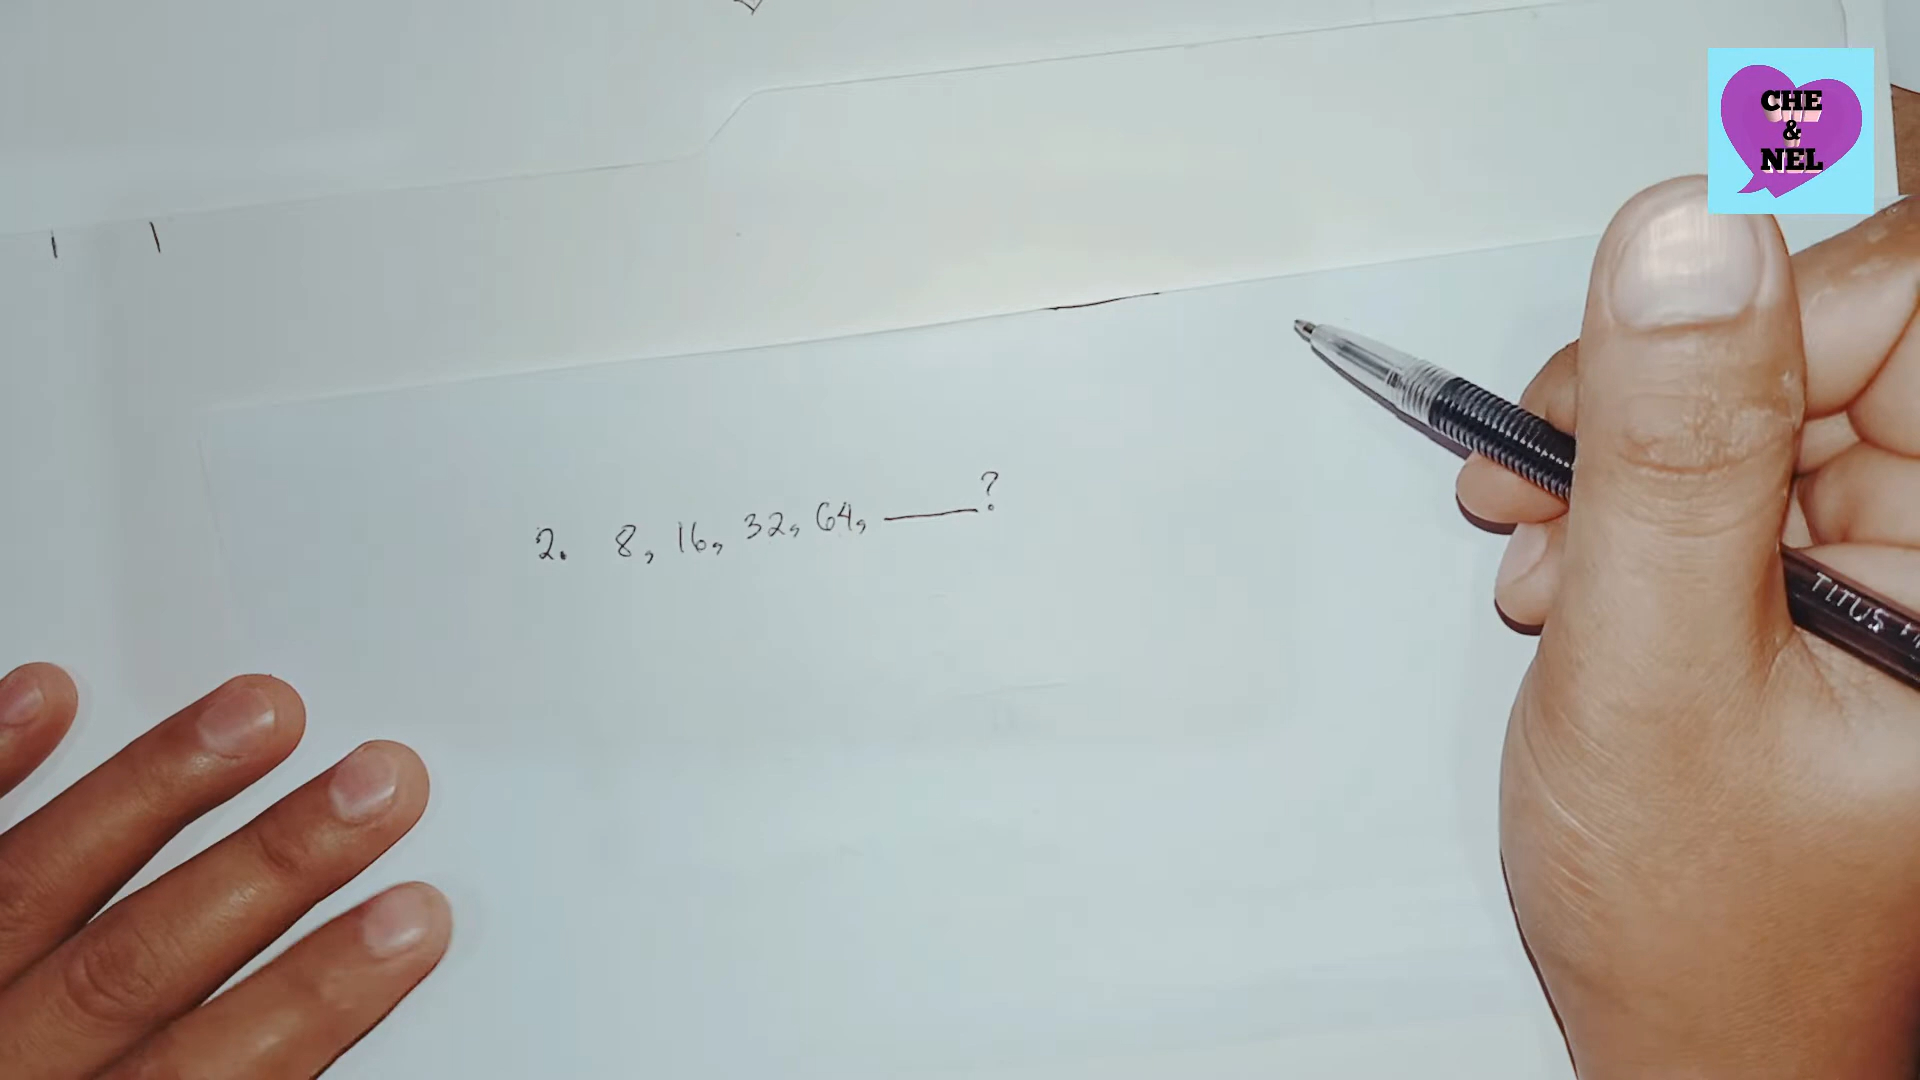 CHE
&
NEL
2. 8, 16, 32, 64, ____?
TITUS